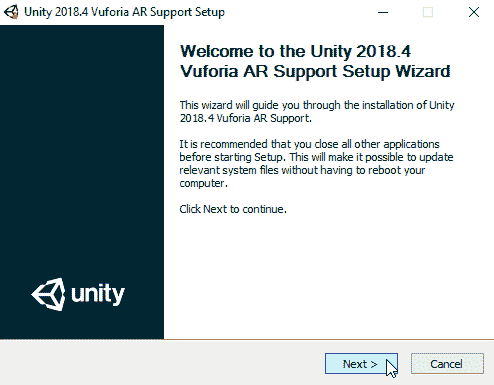 Unity 2018.4 Vuforia AR Support Setup
Welcome to the Unity 2018.4
Vuforia AR Support Setup Wizard
This wizard will guide you through the installation of Unity
2018.4 Vuforia AR Support.
It is recommended that you close all other applications
before starting Setup. This will make it possible to update
relevant system files without having to reboot your
computer.
Click Next to continue.
unity
Next >
Cancel